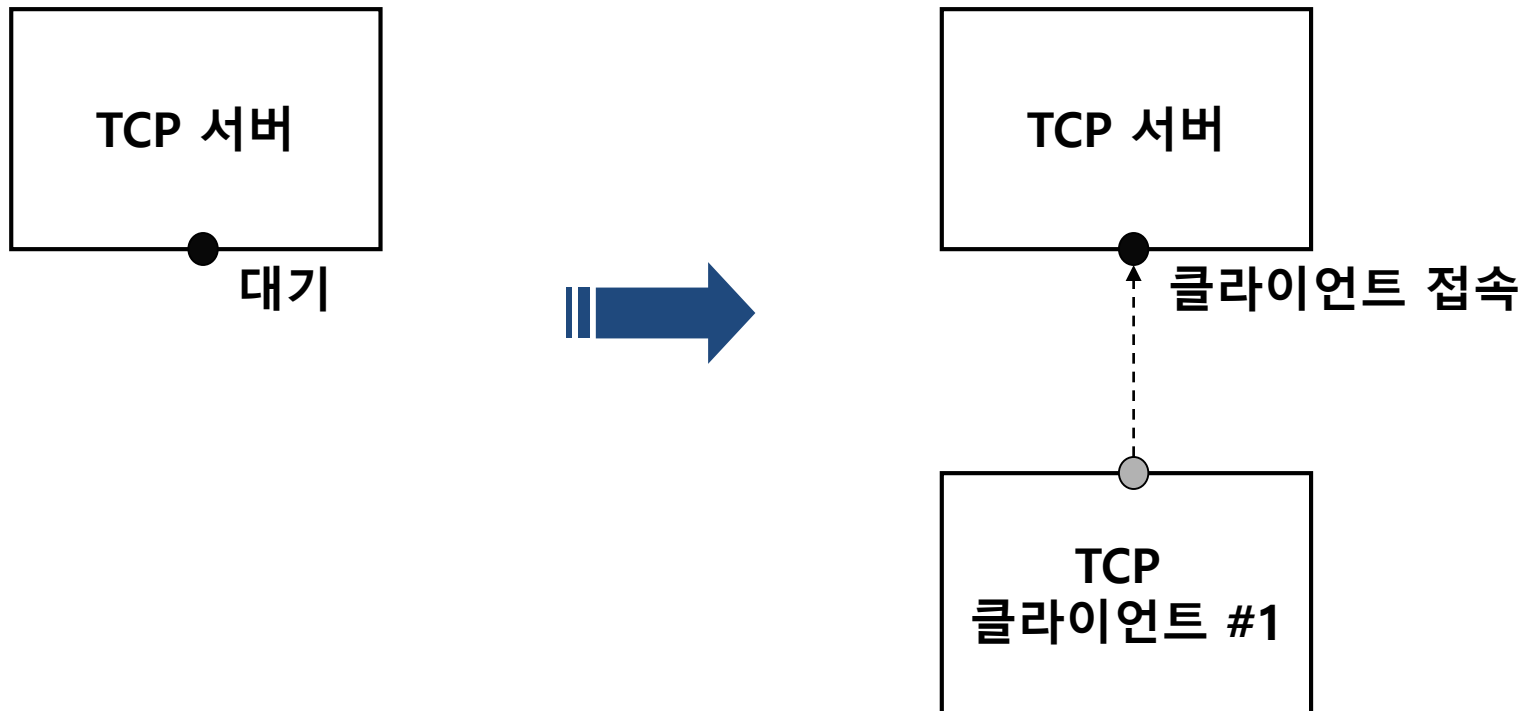 TCP 서버
대기
TCP 서버
클라이언트 접속
TCP
클라이언트 #1